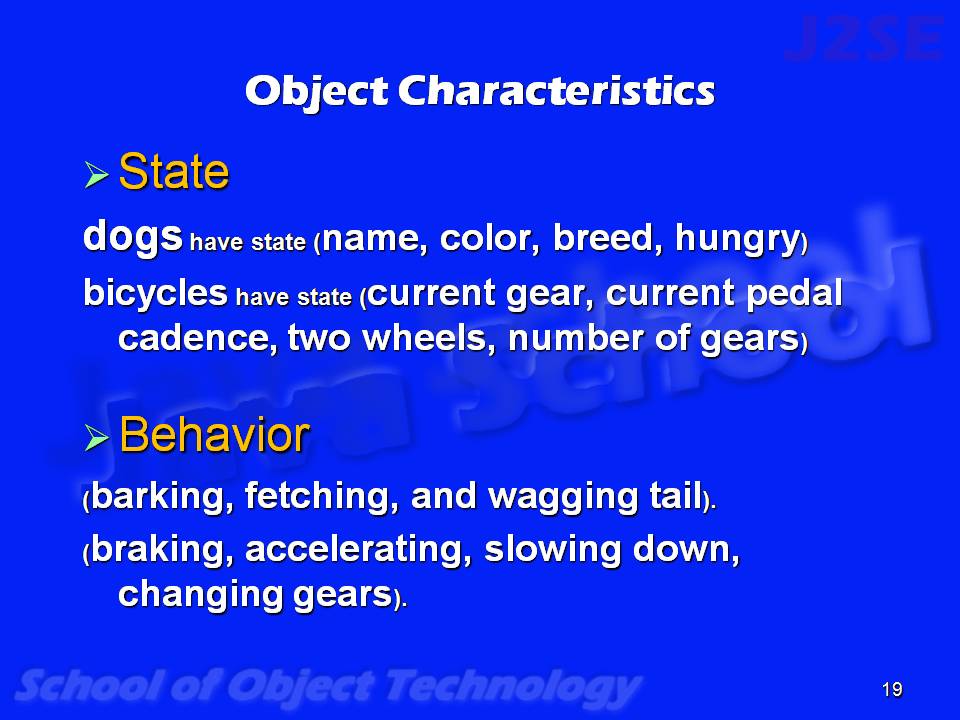 J2SE
Object Characteristics
State
dogs have state (name, color, breed, hungry)
bicycles have state (current gear, current pedal
cadence, two wheels, number of gears)
Java School
Behavior
(barking, fetching, and wagging tail).
(braking, accelerating, slowing down,
changing gears).
School of Object Technology
19